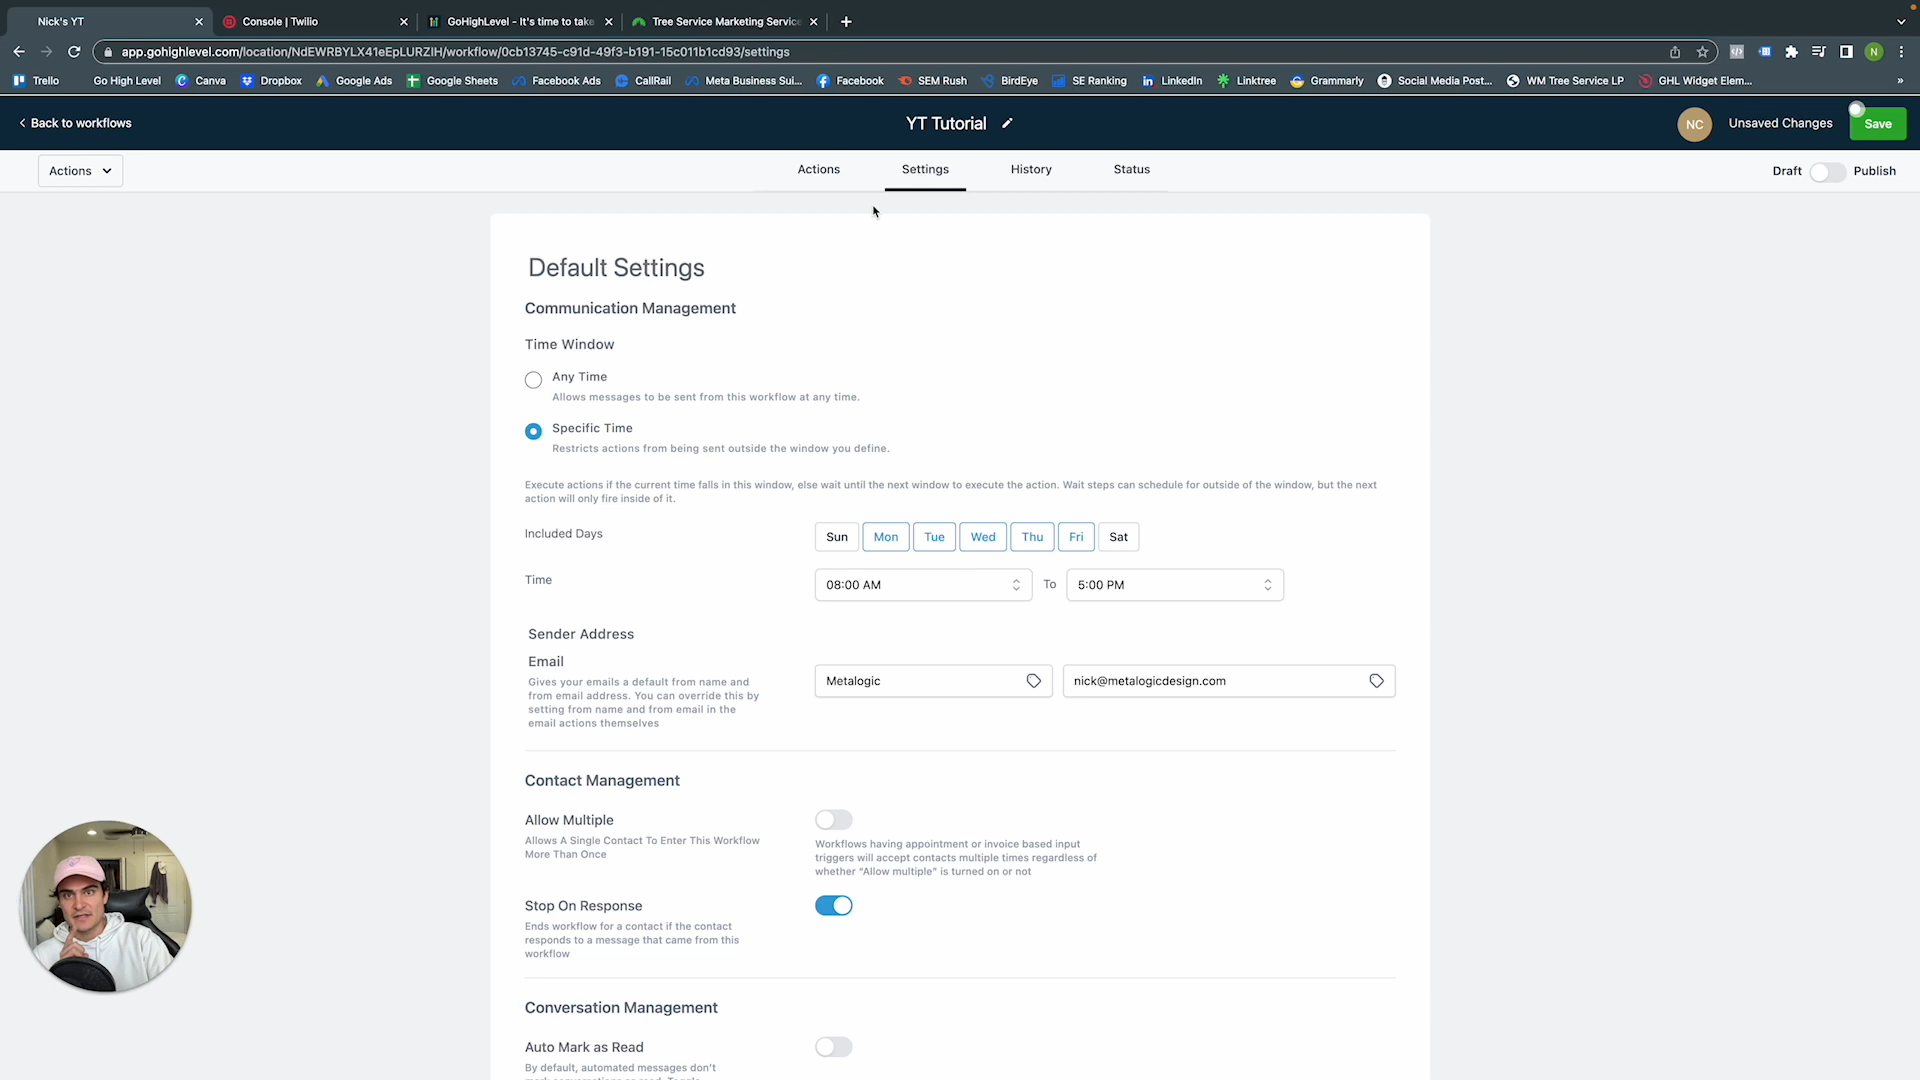 Nick's YT
Console | Twilio
GoHighLevel - It's time to take
Tree Service Marketing Service
app.gohighlevel.com/location/NdEWRBYLX41eEpLURZIH/workflow/0cb13745-c91d-49f3-b191-15c011b1cd93/settings
N
Trello
Go High Level
Canva
Dropbox
Google Ads
Google Sheets
Facebook Ads
CallRail
Meta Business Sui...
Facebook
SEM Rush
BirdEye
SE Ranking
LinkedIn
Linktree
Grammarly
Social Media Post...
WM Tree Service LP
GHL Widget Elem...
»
Back to workflows
YT Tutorial
NC
Unsaved Changes
Save
Actions
Actions
Settings
History
Status
Draft
Publish
Default Settings
Communication Management
Time Window
Any Time
Allows messages to be sent from this workflow at any time.
Specific Time
Restricts actions from being sent outside the window you define.
Execute actions if the current time falls in this window, else wait until the next window to execute the action. Wait steps can schedule for outside of the window, but the next
action will only fire inside of it.
Included Days
Sun
Mon
Tue
Wed
Thu
Fri
Sat
Time
08:00 AM
To
5:00 PM
Sender Address
Email
Gives your emails a default from name and
from email address. You can override this by
setting from name and from email in the
email actions themselves
Metalogic
nick@metalogicdesign.com
Contact Management
Allow Multiple
Allows A Single Contact To Enter This Workflow
More Than Once
Workflows having appointment or invoice based input
triggers will accept contacts multiple times regardless of
whether "Allow multiple" is turned on or not
Stop On Response
Ends workflow for a contact if the contact
responds to a message that came from this
workflow
Conversation Management
Auto Mark as Read
By default, automated messages don't